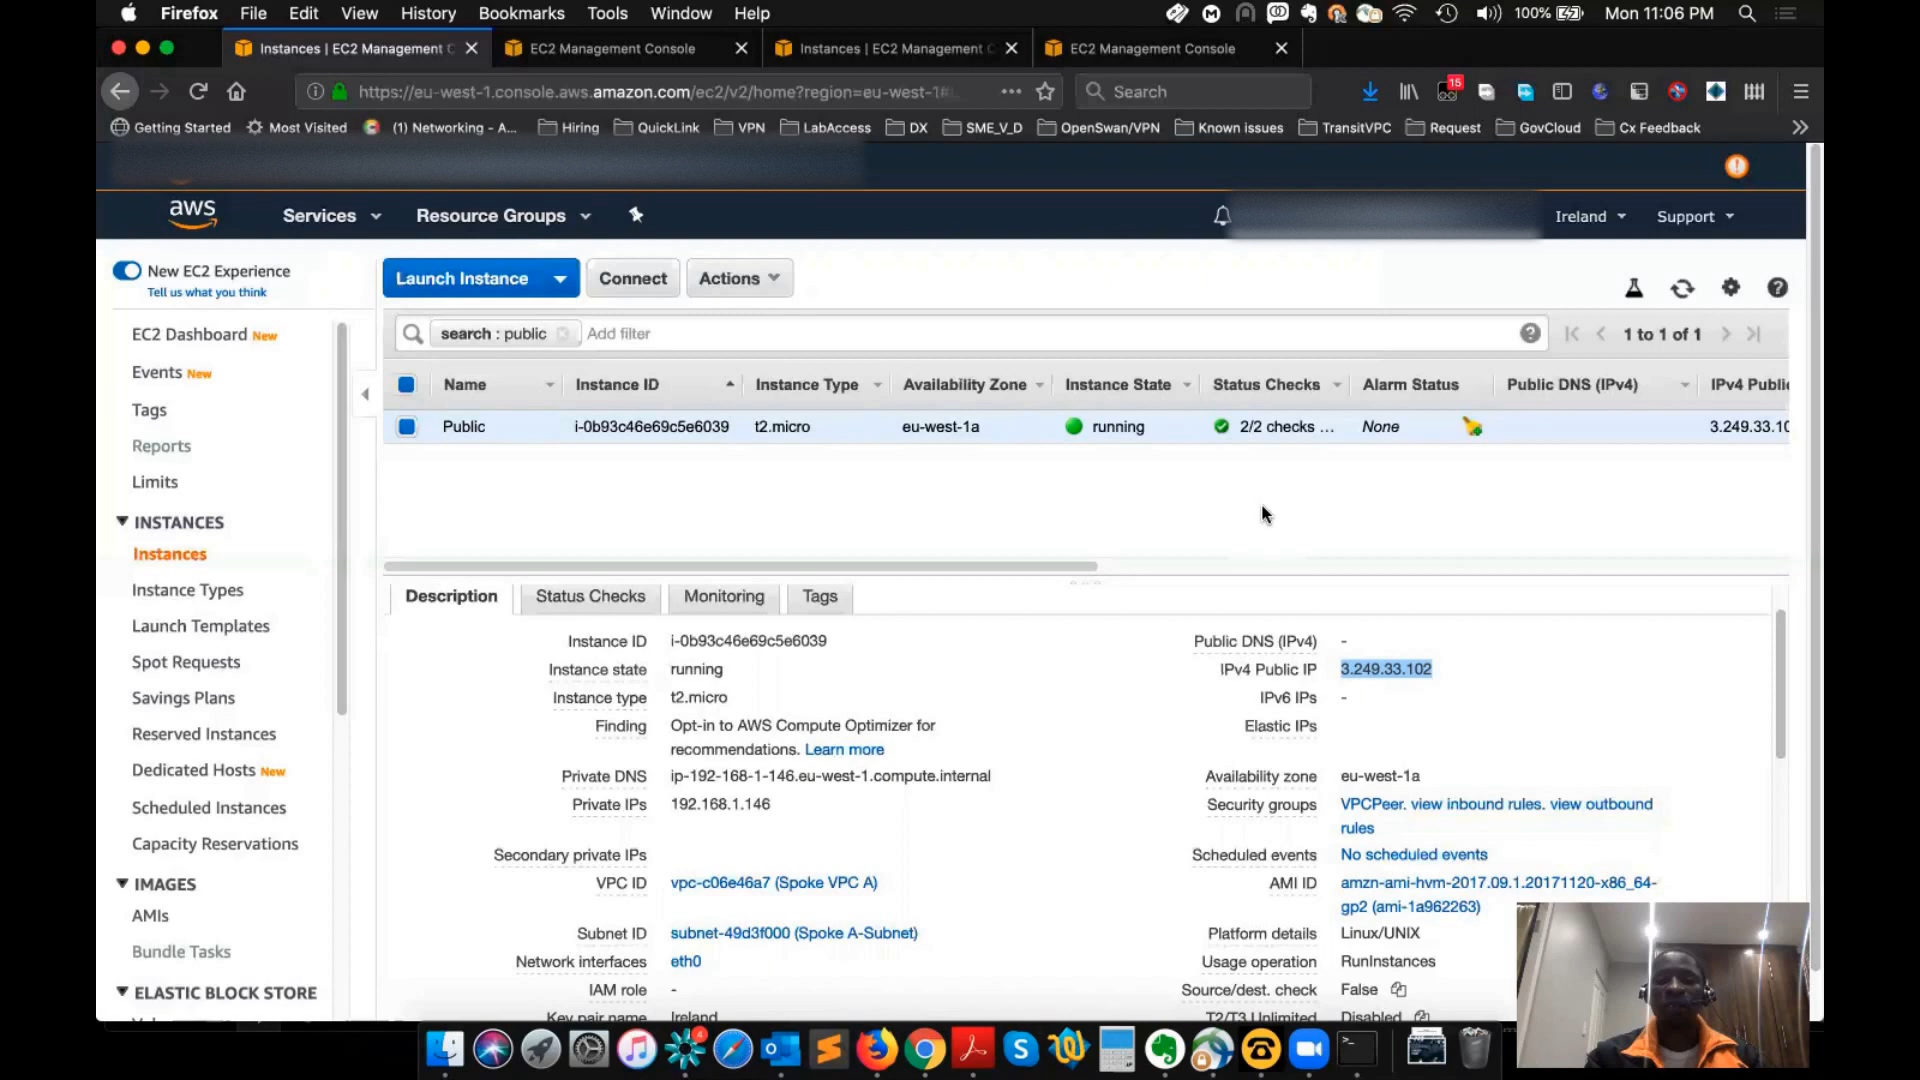 Firefox File Edit View History Bookmarks Tools Window Help 100% Mon 11:06 PM
Instances | EC2 Management C EC2 Management Console Instances | EC2 Management C EC2 Management Console
https://eu-west-1.console.aws.amazon.com/ec2/v2/home?region=eu-west-1# Search 15
Getting Started Most Visited (1) Networking - A... Hiring QuickLink VPN LabAccess DX SME_V_D OpenSwan/VPN Known issues TransitVPC Request GovCloud Cx Feedback
aws Services Resource Groups Ireland Support
New EC2 Experience
Tell us what you think
Launch Instance Connect Actions
search : public Add filter 1 to 1 of 1
Name Instance ID Instance Type Availability Zone Instance State Status Checks Alarm Status Public DNS (IPv4) IPv4 Public
Public i-0b93c46e69c5e6039 t2.micro eu-west-1a running 2/2 checks ... None 3.249.33.10
EC2 Dashboard New
Events New
Tags
Reports
Limits
INSTANCES
Instances
Instance Types
Launch Templates
Spot Requests
Savings Plans
Reserved Instances
Dedicated Hosts New
Scheduled Instances
Capacity Reservations
IMAGES
AMIs
Bundle Tasks
ELASTIC BLOCK STORE
Description Status Checks Monitoring Tags
Instance ID i-0b93c46e69c5e6039
Instance state running
Instance type t2.micro
Finding Opt-in to AWS Compute Optimizer for
recommendations. Learn more
Private DNS ip-192-168-1-146.eu-west-1.compute.internal
Private IPs 192.168.1.146
Secondary private IPs
VPC ID vpc-c06e46a7 (Spoke VPC A)
Subnet ID subnet-49d3f000 (Spoke A-Subnet)
Network interfaces eth0
IAM role -
Key pair name Ireland
Public DNS (IPv4) -
IPv4 Public IP 3.249.33.102
IPv6 IPs -
Elastic IPs
Availability zone eu-west-1a
Security groups VPCPeer. view inbound rules. view outbound
rules
Scheduled events No scheduled events
AMI ID amzn-ami-hvm-2017.09.1.20171120-x86_64-
gp2 (ami-1a962263)
Platform details Linux/UNIX
Usage operation RunInstances
Source/dest. check False
T2/T3 Unlimited Disabled